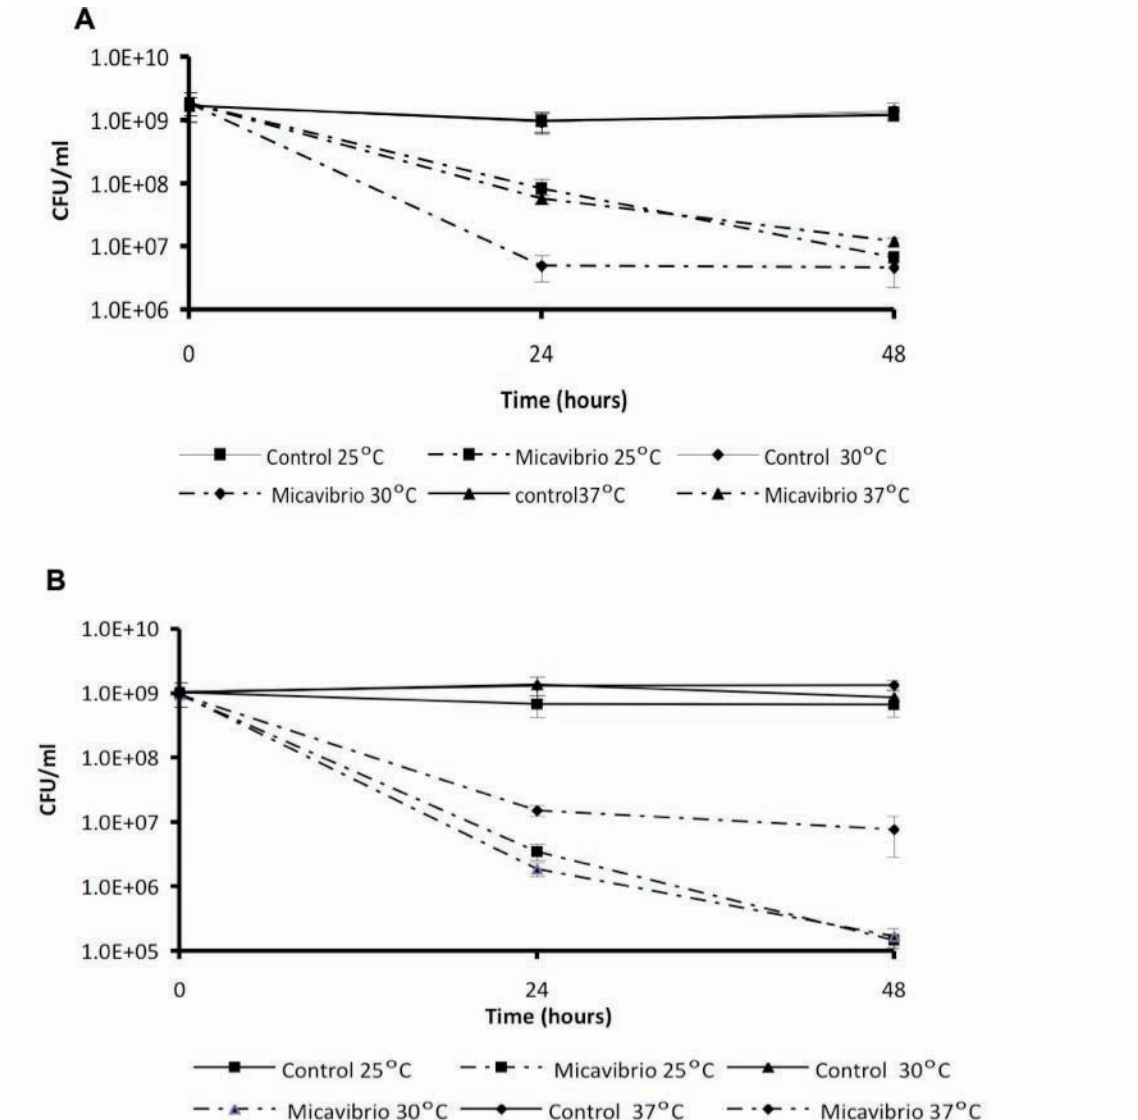 A
1.0E+10
1.0E+09
1.0E+08
1.0E+07
1.0E+06
CFU/ml
0 24 48
Time (hours)
Control 25°C Micavibrio 25°C Control 30°C
Micavibrio 30°C control37°C Micavibrio 37°C
B
1.0E+10
1.0E+09
1.0E+08
1.0E+07
1.0E+06
1.0E+05
CFU/ml
0 24 48
Time (hours)
Control 25°C Micavibrio 25°C Control 30°C
Micavibrio 30°C Control 37°C Micavibrio 37°C